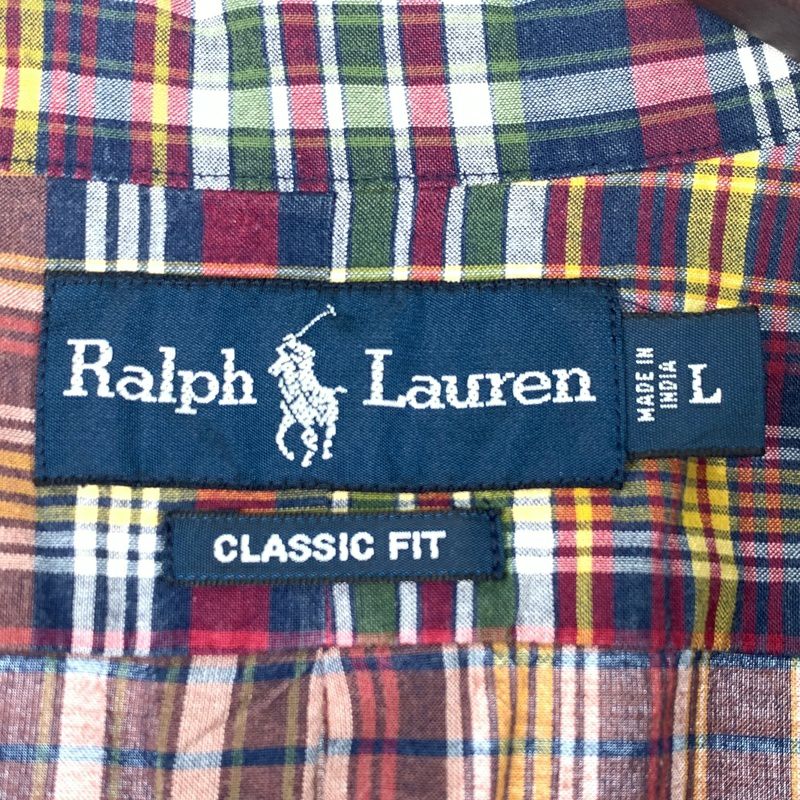 Ralph Lauren
MADE IN
INDIA
L
CLASSIC FIT